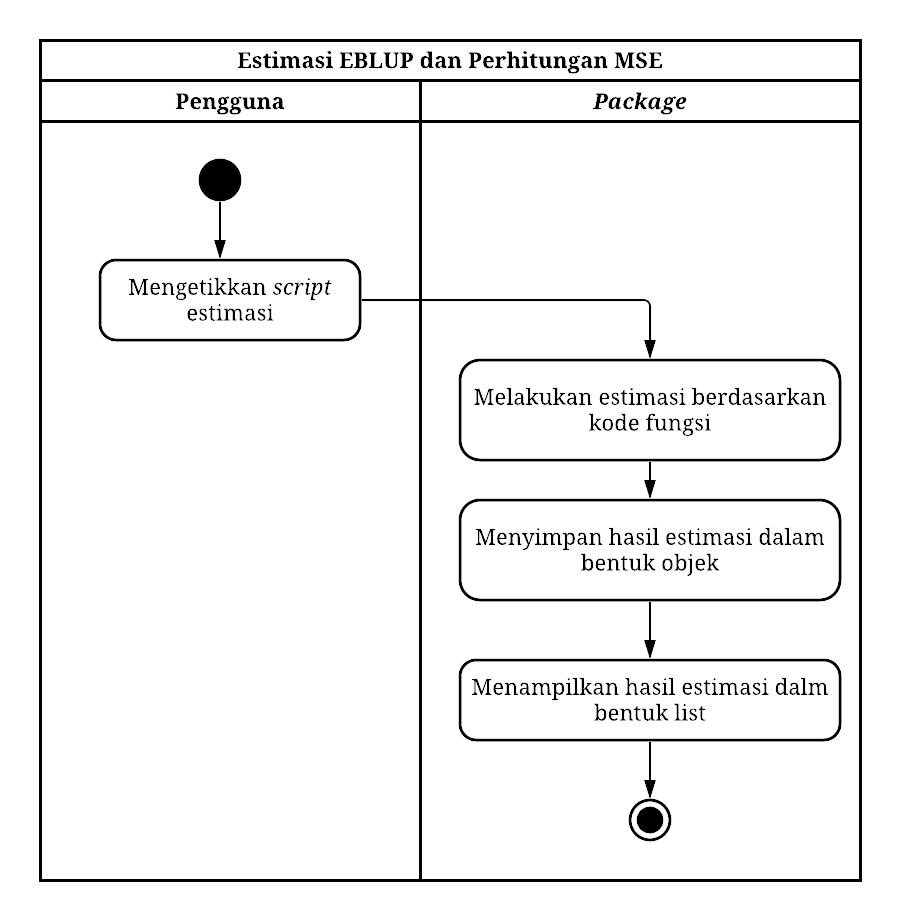 Estimasi EBLUP dan Perhitungan MSE
Pengguna
Package
Mengetikkan script
estimasi
Melakukan estimasi berdasarkan
kode fungsi
Menyimpan hasil estimasi dalam
bentuk objek
Menampilkan hasil estimasi dalm
bentuk list